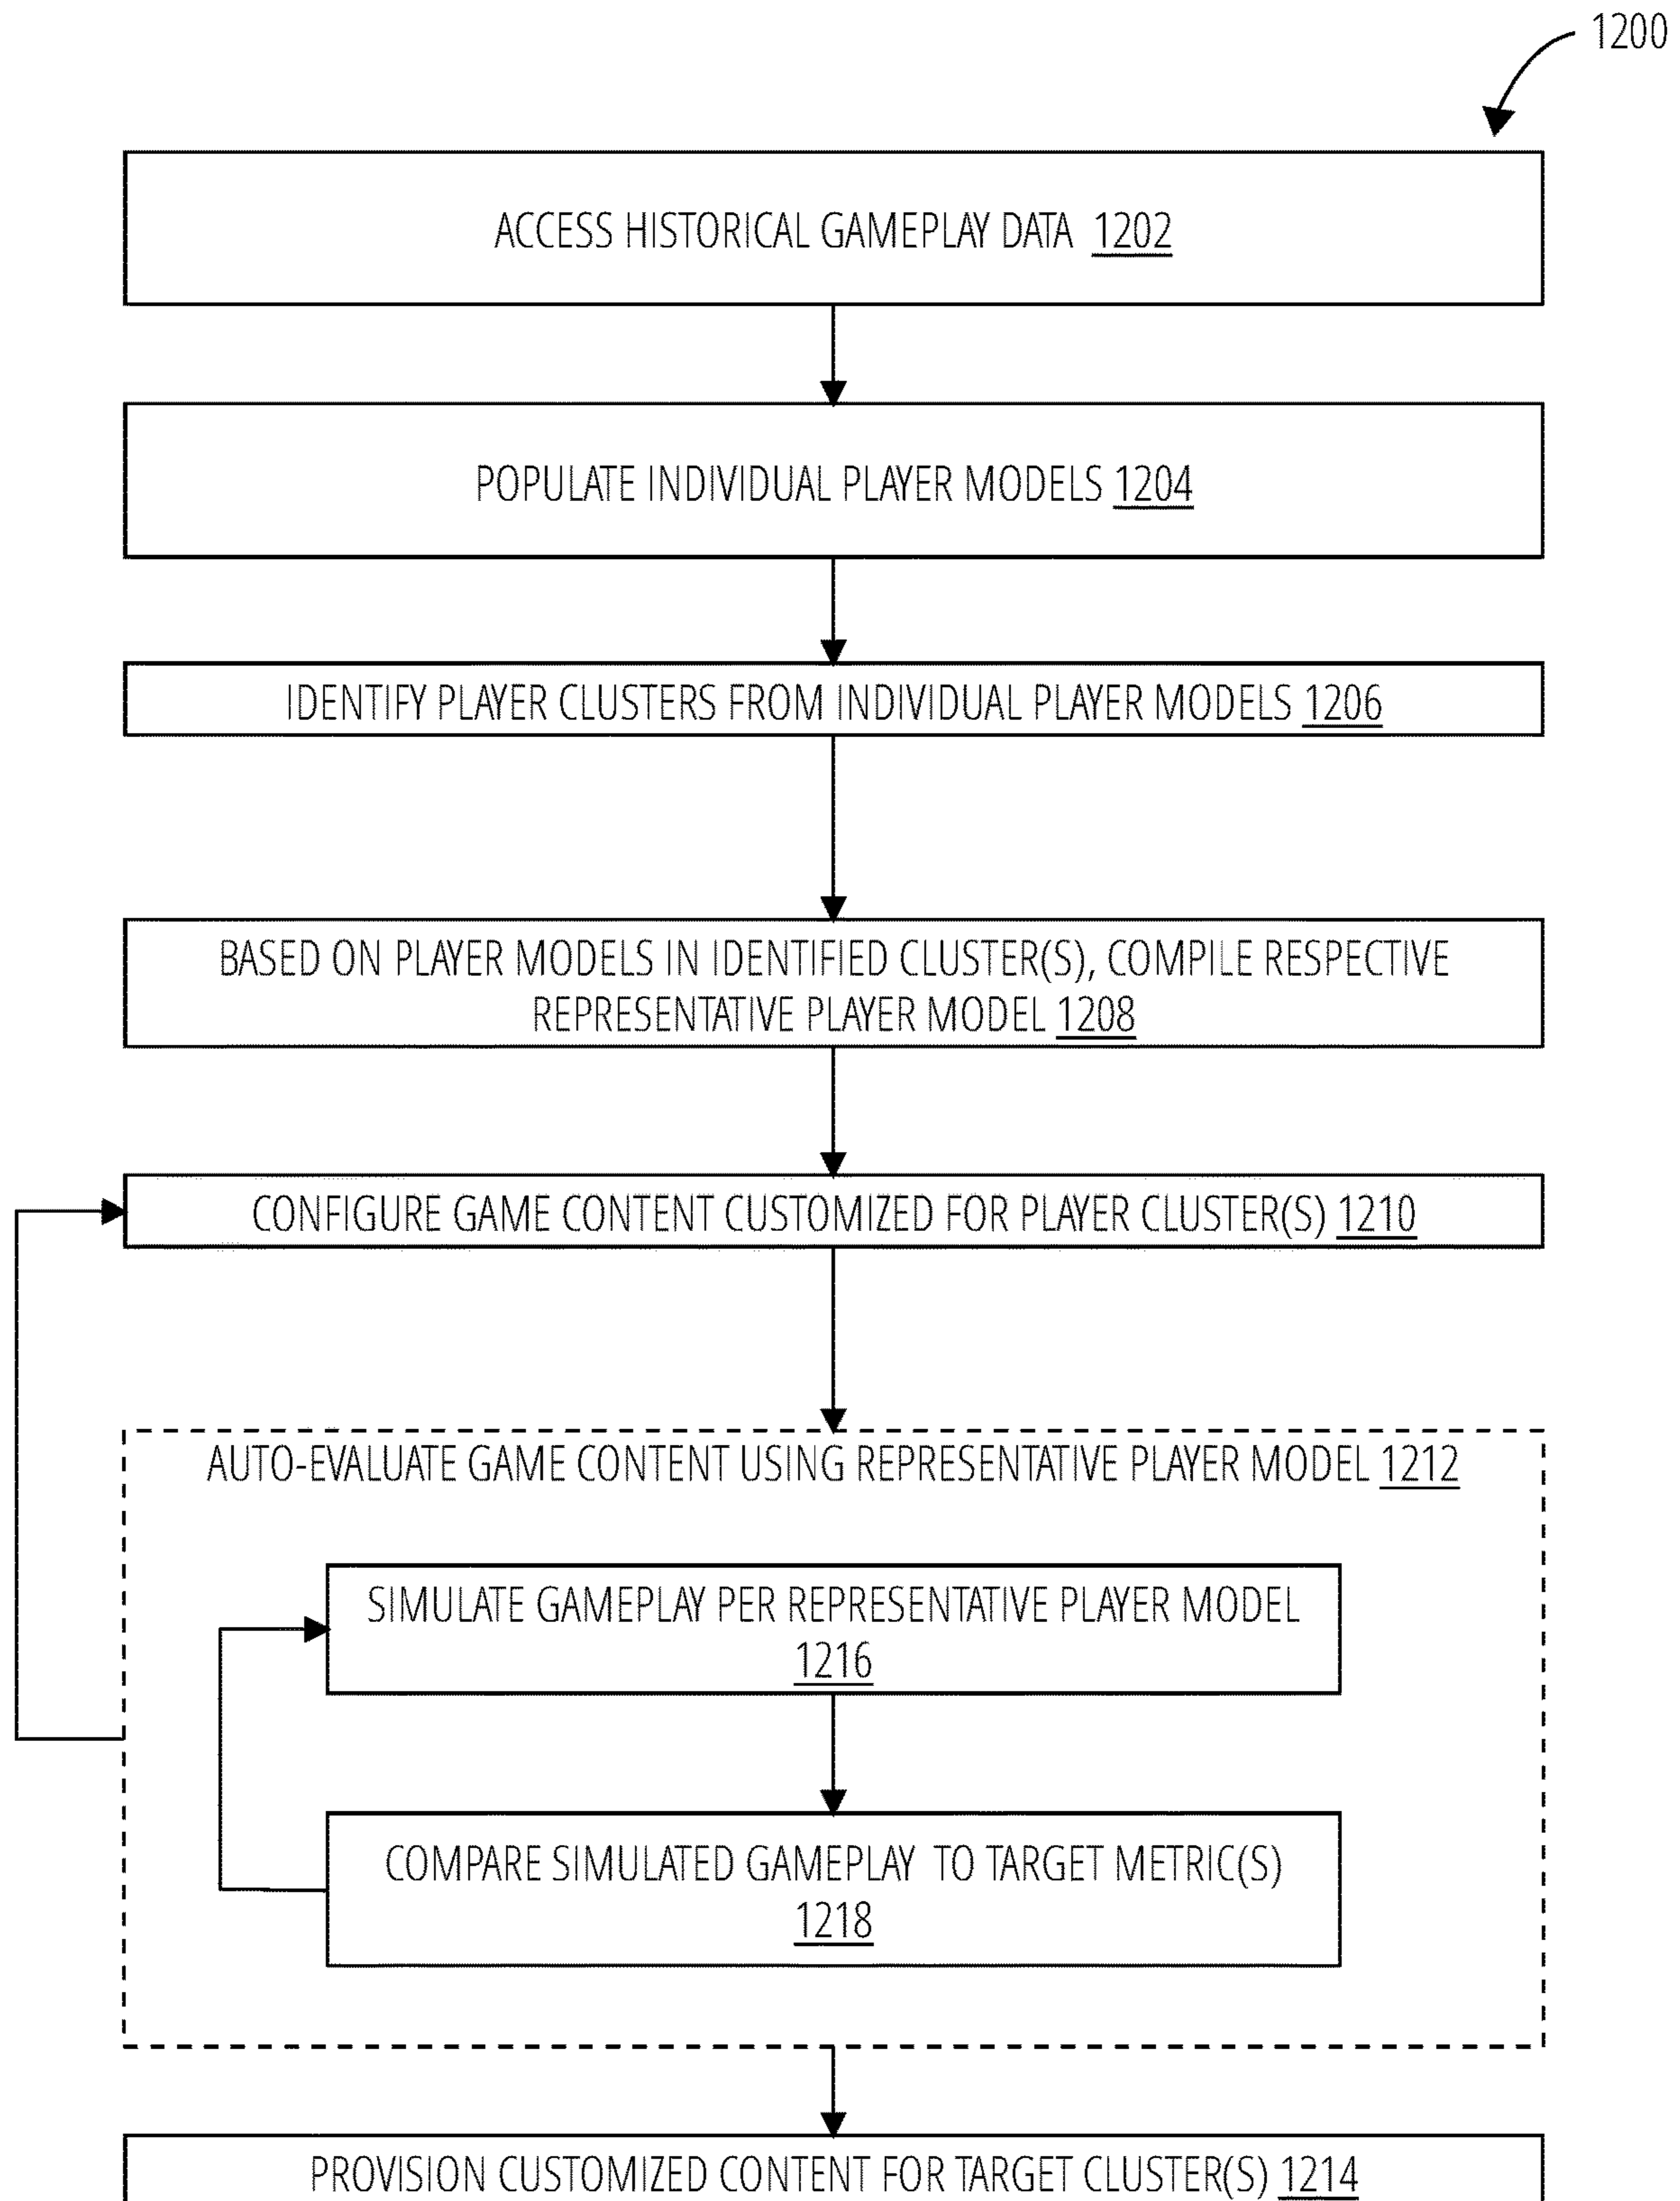 1200
ACCESS HISTORICAL GAMEPLAY DATA 1202
POPULATE INDIVIDUAL PLAYER MODELS 1204
IDENTIFY PLAYER CLUSTERS FROM INDIVIDUAL PLAYER MODELS 1206
BASED ON PLAYER MODELS IN IDENTIFIED CLUSTER(S), COMPILE RESPECTIVE
REPRESENTATIVE PLAYER MODEL 1208
CONFIGURE GAME CONTENT CUSTOMIZED FOR PLAYER CLUSTER(S) 1210
AUTO-EVALUATE GAME CONTENT USING REPRESENTATIVE PLAYER MODEL 1212
SIMULATE GAMEPLAY PER REPRESENTATIVE PLAYER MODEL
1216
COMPARE SIMULATED GAMEPLAY TO TARGET METRIC(S)
1218
PROVISION CUSTOMIZED CONTENT FOR TARGET CLUSTER(S) 1214